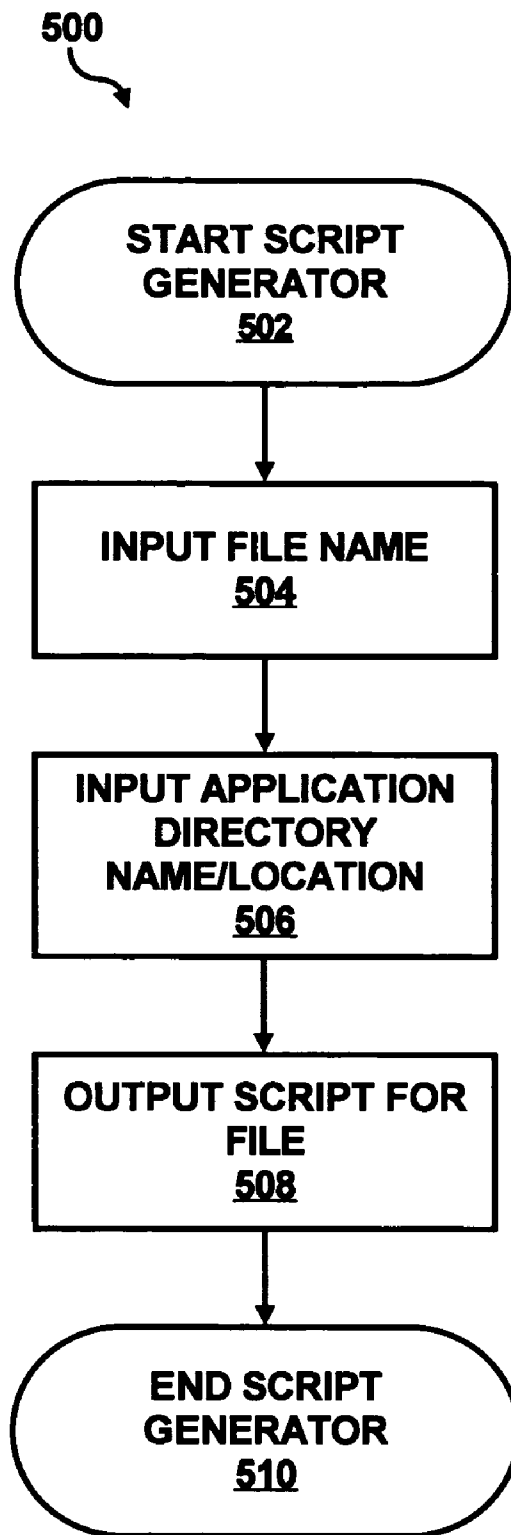 500
START SCRIPT
GENERATOR
502
INPUT FILE NAME
504
INPUT APPLICATION
DIRECTORY
NAME/LOCATION
506
OUTPUT SCRIPT FOR
FILE
508
END SCRIPT
GENERATOR
510